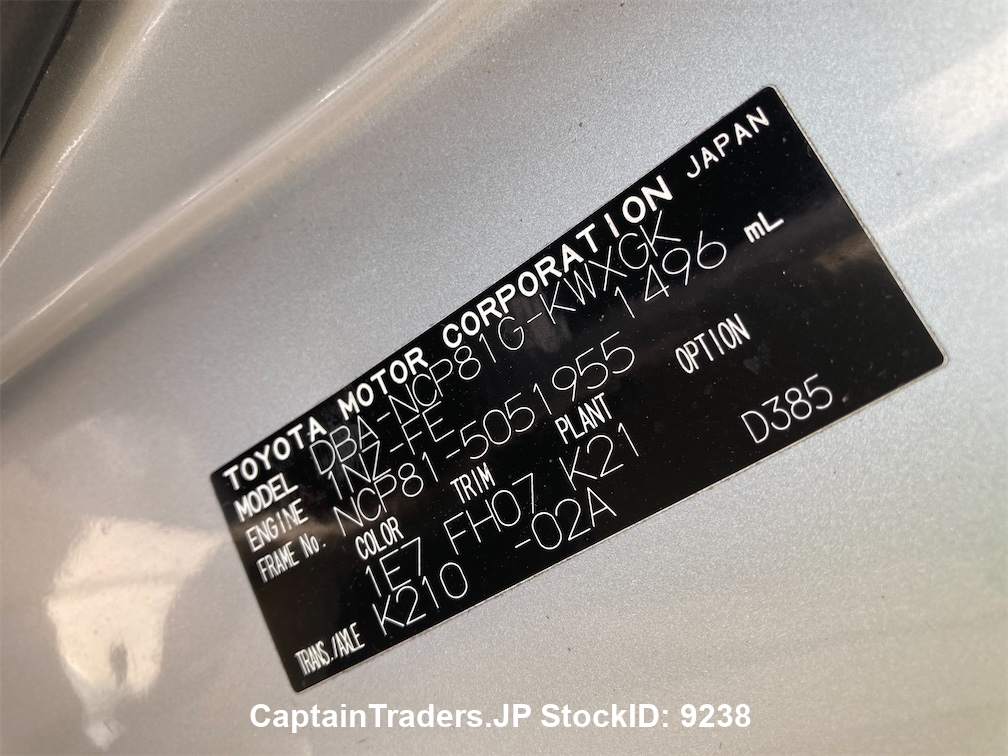 TOYOTA MOTOR CORPORATION JAPAN
MODEL DBA-NCP81G-KWXGK
ENGINE 1NZ-FE 1496 mL
FRAME No. NCP81-5051955
COLOR TRIM PLANT OPTION
1E7 FH07 K21
TRANS./AXLE K210 -02A D385
CaptainTraders.JP StockID: 9238